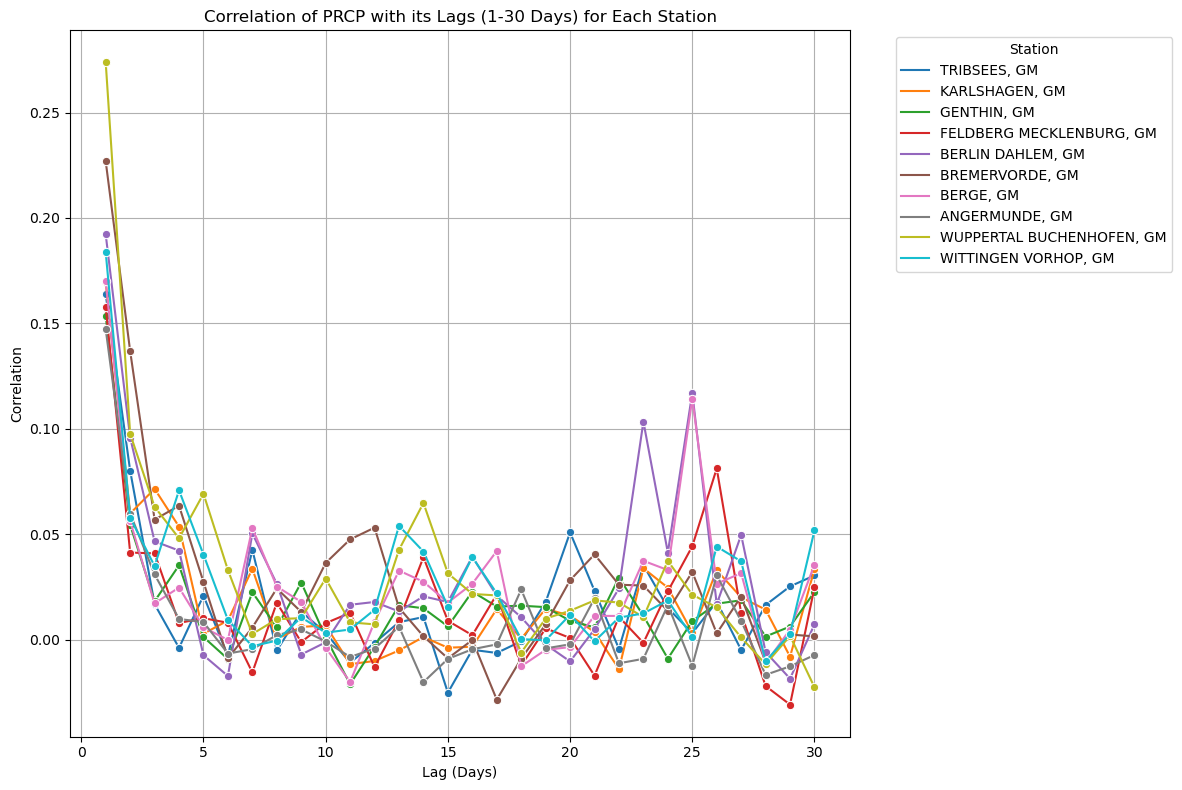 Correlation of PRCP with its Lags (1-30 Days) for Each Station
Correlation
0.25
0.20
0.15
0.10
0.05
0.00
0
5
10
15
20
25
30
Lag (Days)
Station
TRIBSEES, GM
KARLSHAGEN, GM
GENTHIN, GM
FELDBERG MECKLENBURG, GM
BERLIN DAHLEM, GM
BREMERVORDE, GM
BERGE, GM
ANGERMUNDE, GM
WUPPERTAL BUCHENHOFEN, GM
WITTINGEN VORHOP, GM